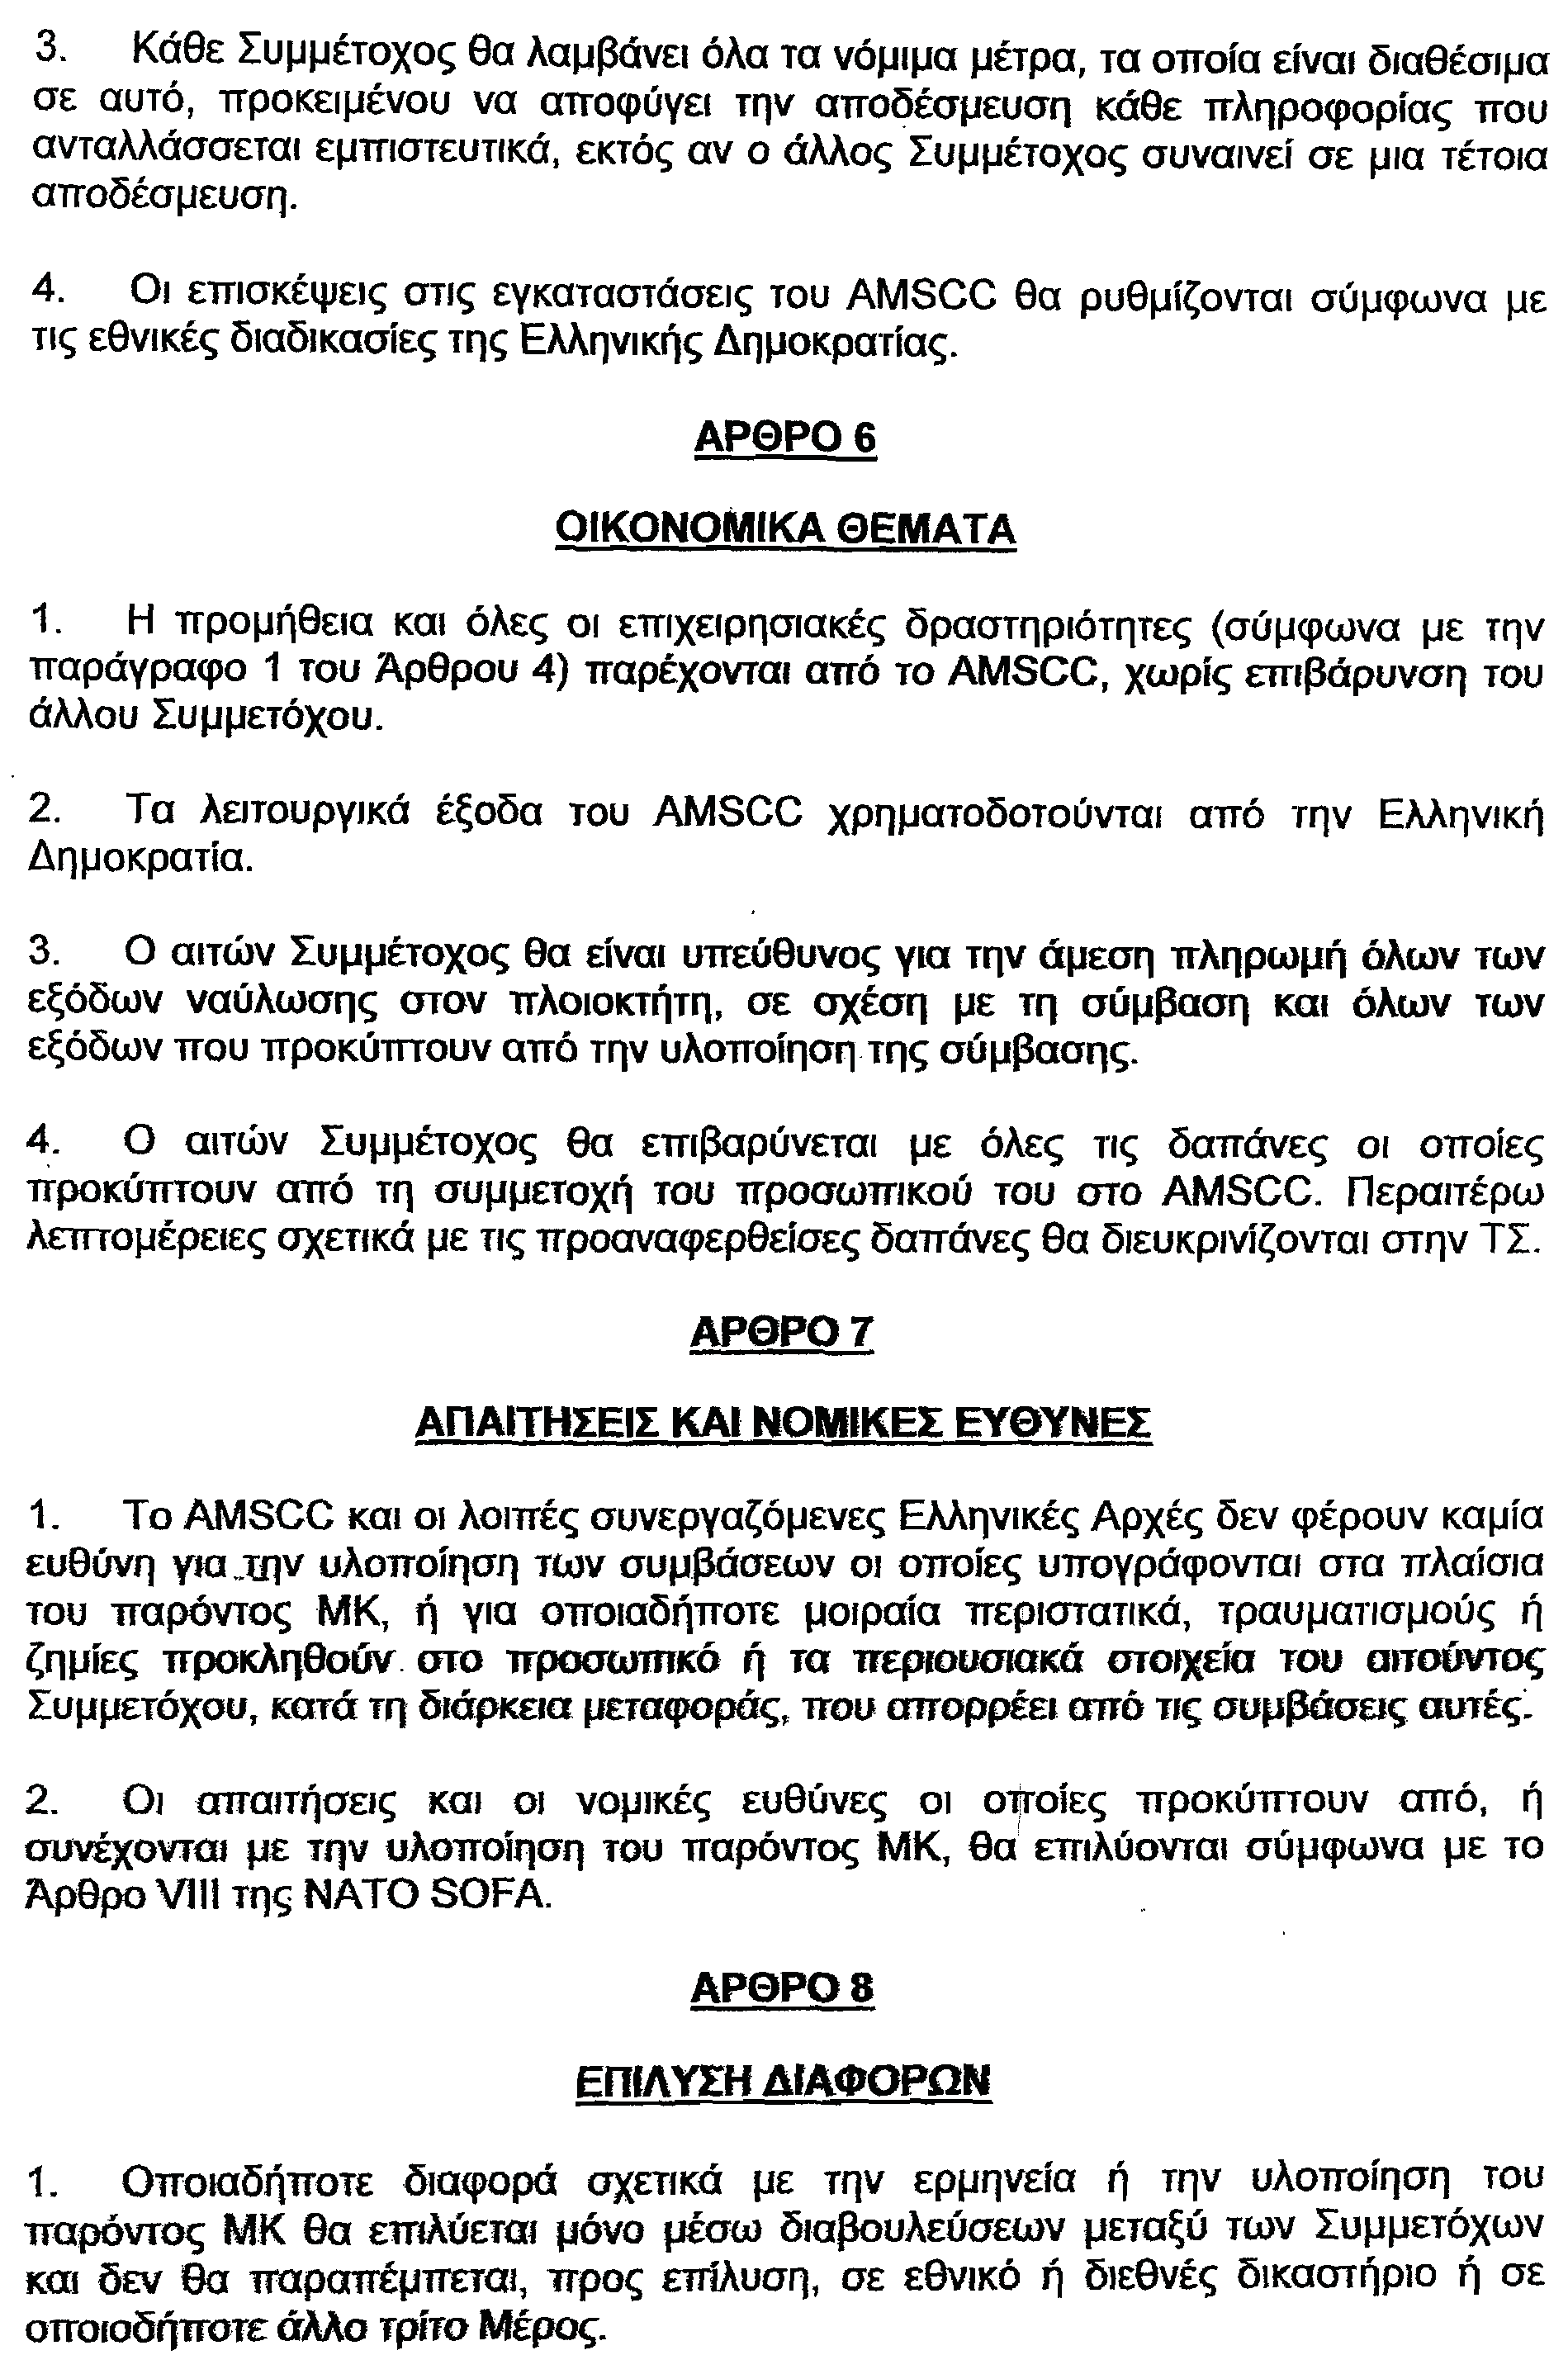 3. Κάθε Συμμέτοχος θα λαμβάνει όλα τα νόμιμα μέτρα, τα οποία είναι διαθέσιμα
σε αυτό, προκειμένου να αποφύγει την αποδέσμευση κάθε πληροφορίας που
ανταλλάσσεται εμπιστευτικά, εκτός αν ο άλλος Συμμέτοχος συναινεί σε μια τέτοια
αποδέσμευση.
4. Οι επισκέψεις στις εγκαταστάσεις του AMSCC θα ρυθμίζονται σύμφωνα με
τις εθνικές διαδικασίες της Ελληνικής Δημοκρατίας.
ΑΡΘΡΟ 6
ΟΙΚΟΝΟΜΙΚΑ ΘΕΜΑΤΑ
1. Η προμήθεια και όλες οι επιχειρησιακές δραστηριότητες (σύμφωνα με την
παράγραφο 1 του Άρθρου 4) παρέχονται από το AMSCC, χωρίς επιβάρυνση του
άλλου Συμμετόχου.
2. Τα λειτουργικά έξοδα του AMSCC χρηματοδοτούνται από την Ελληνική
Δημοκρατία.
3. Ο αιτών Συμμέτοχος θα είναι υπεύθυνος για την άμεση πληρωμή όλων των
εξόδων ναύλωσης στον πλοιοκτήτη, σε σχέση με τη σύμβαση και όλων των
εξόδων που προκύπτουν από την υλοποίηση της σύμβασης.
4. Ο αιτών Συμμέτοχος θα επιβαρύνεται με όλες τις δαπάνες οι οποίες
προκύπτουν από τη συμμετοχή του προσωπικού του στο AMSCC. Περαιτέρω
λεπτομέρειες σχετικά με τις προαναφερθείσες δαπάνες θα διευκρινίζονται στην ΤΣ.
ΑΡΘΡΟ 7
ΑΠΑΙΤΗΣΕΙΣ ΚΑΙ ΝΟΜΙΚΕΣ ΕΥΘΥΝΕΣ
1. Το AMSCC και οι λοιπές συνεργαζόμενες Ελληνικές Αρχές δεν φέρουν καμία
ευθύνη για την υλοποίηση των συμβάσεων οι οποίες υπογράφονται στα πλαίσια
του παρόντος ΜΚ, ή για οποιαδήποτε μοιραία περιστατικά, τραυματισμούς ή
ζημίες προκληθούν στο προσωπικό ή τα περιουσιακά στοιχεία του αιτούντος
Συμμετόχου, κατά τη διάρκεια μεταφοράς, που απορρέει από τις συμβάσεις αυτές.
2. Οι απαιτήσεις και οι νομικές ευθύνες οι οποίες προκύπτουν από, ή
συνέχονται με την υλοποίηση του παρόντος ΜΚ, θα επιλύονται σύμφωνα με το
Άρθρο VIII της NATO SOFA.
ΑΡΘΡΟ 8
ΕΠΙΛΥΣΗ ΔΙΑΦΟΡΩΝ
1. Οποιαδήποτε διαφορά σχετικά με την ερμηνεία ή την υλοποίηση του
παρόντος ΜΚ θα επιλύεται μόνο μέσω διαβουλεύσεων μεταξύ των Συμμετόχων
και δεν θα παραπέμπεται, προς επίλυση, σε εθνικό ή διεθνές δικαστήριο ή σε
οποιοδήποτε άλλο τρίτο Μέρος.